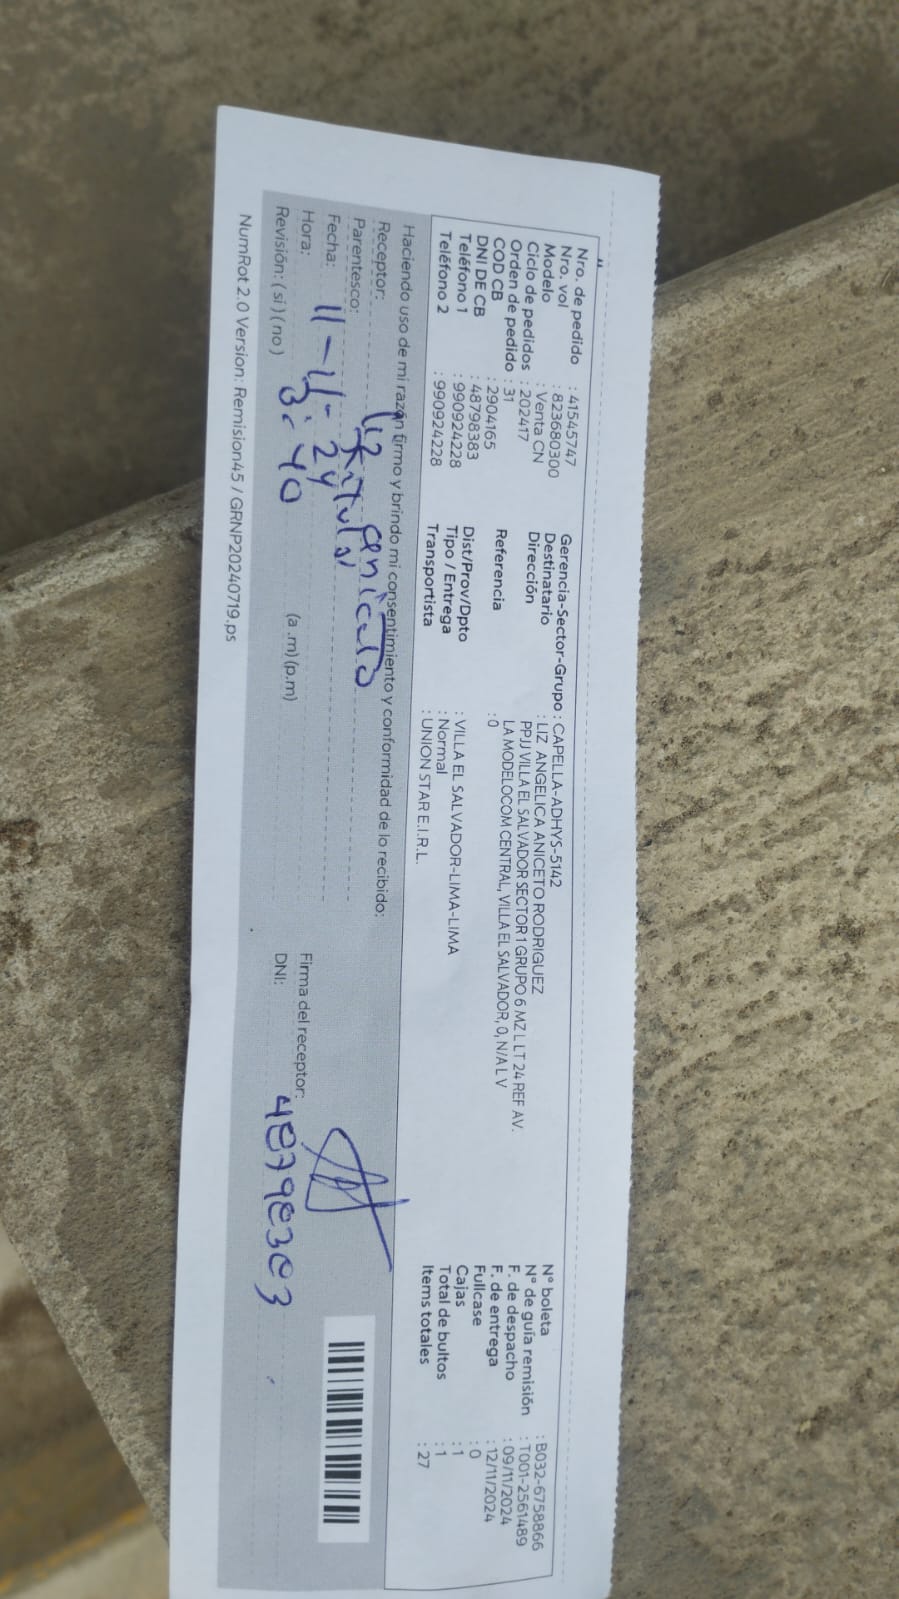 Nro. de pedido : 41545747
Nro. vol : 823680300
Modelo : Venta CN
Ciclo de pedidos : 202417
Orden de pedido : 31
COD CB : 2904165
DNI DE CB : 48798383
Teléfono 1 : 990924228
Teléfono 2 : 990924228
Gerencia-Sector-Grupo : CAPELLA-ADHYS-5142
Destinatario : LIZ ANGELICA ANICETO RODRIGUEZ
Dirección PPJJ VILLA EL SALVADOR SECTOR 1 GRUPO 6 MZ L LT 24 REF AV.
LA MODELOCOM CENTRAL, VILLA EL SALVADOR, 0, N/A L V
Referencia : 0
Dist/Prov/Dpto : VILLA EL SALVADOR-LIMA-LIMA
Tipo / Entrega : Normal
Transportista : UNION STAR E.I.R.L.
N° boleta : B032-6758866
N° de guía remisión : T001-2561489
F. de despacho : 09/11/2024
F. de entrega : 12/11/2024
Fullcase : 0
Cajas : 1
Total de bultos : 1
Items totales : 27
Haciendo uso de mi razón firmo y brindo mi consentimiento y conformidad de lo recibido:
Receptor: Liz aniceto
Parentesco: titular
Fecha: 11-11-24
Hora: 3:40 (a.m) (p.m)
Revisión: ( si ) ( no )
Firma del receptor:
DNI: 48798383
NumRot 2.0 Version: Remision45 / GRNP20240719.ps